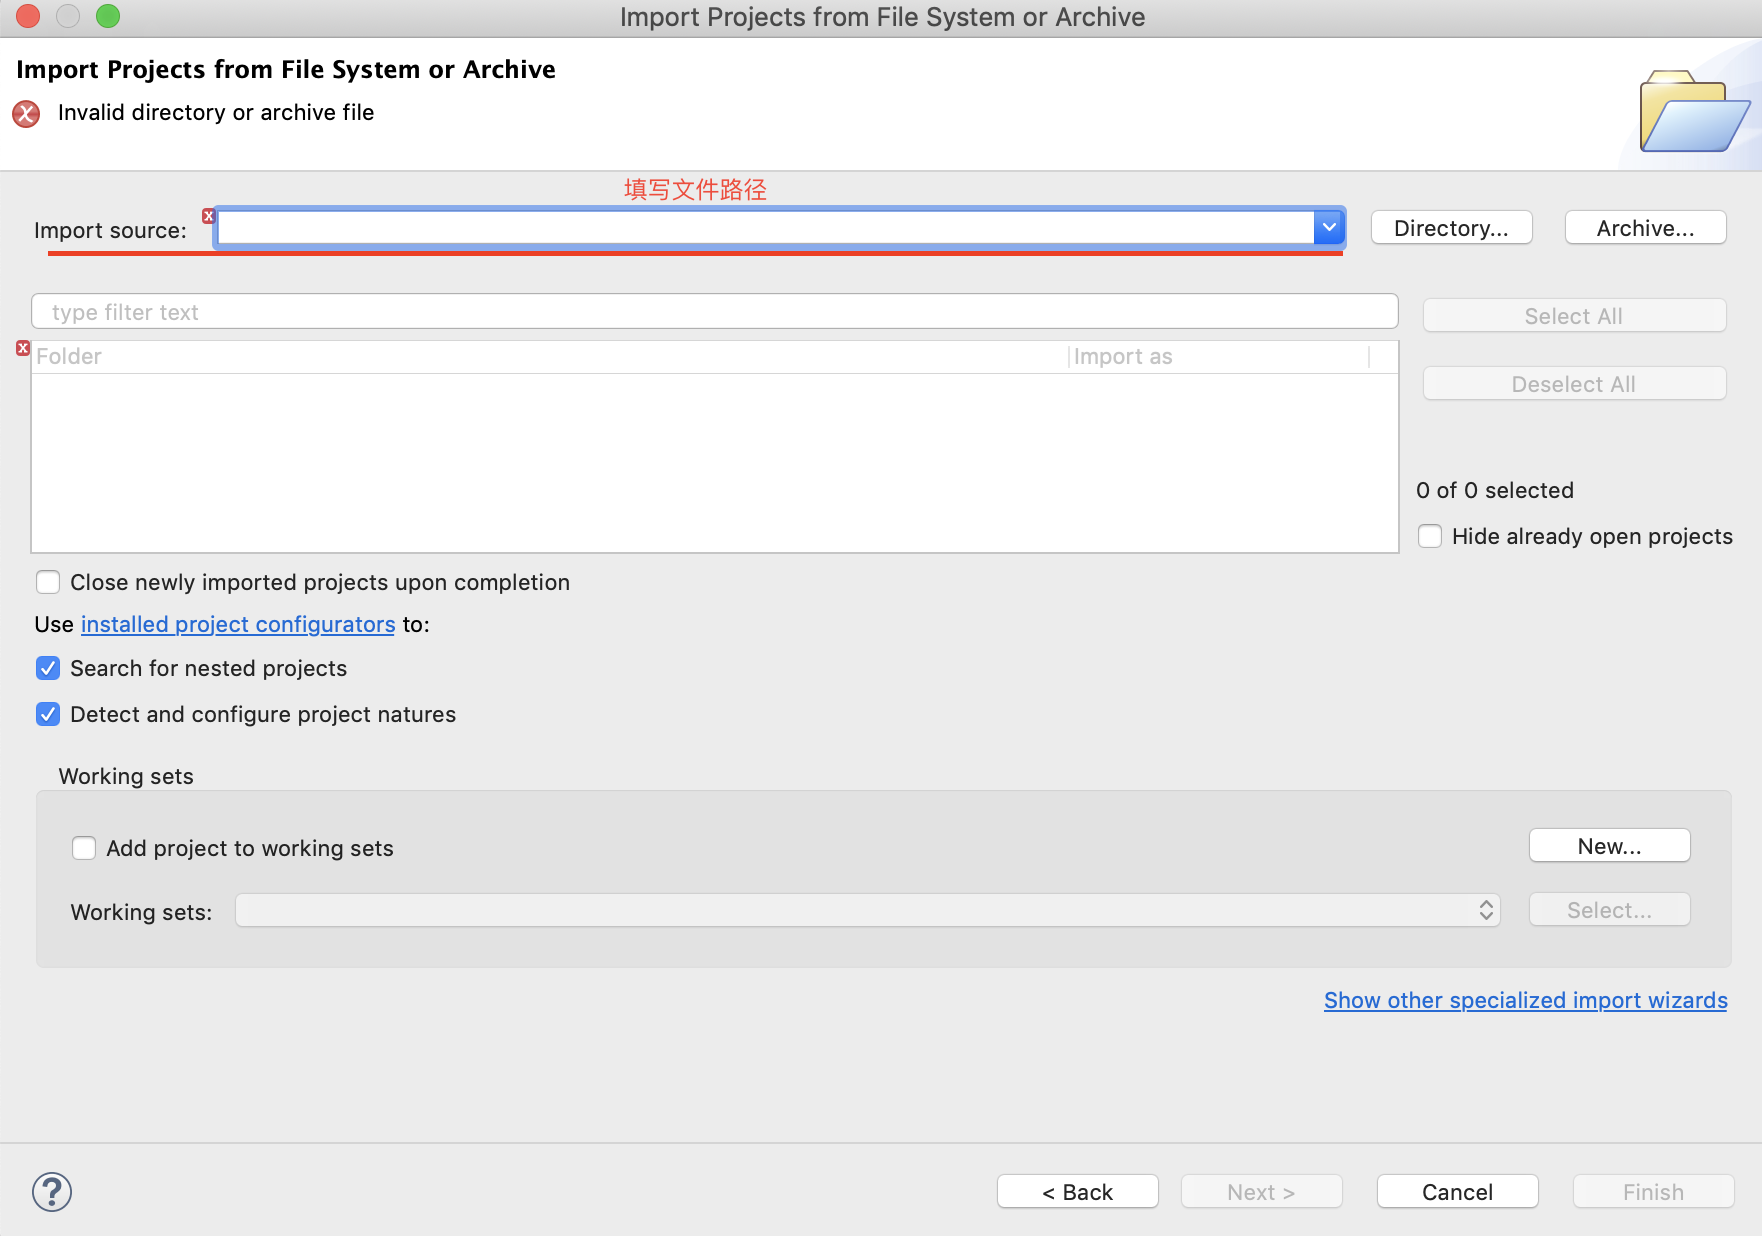 Import Projects from File System or Archive
Import Projects from File System or Archive
Invalid directory or archive file
填写文件路径
Import source:
Directory...
Archive...
type filter text
Select All
Folder
Import as
Deselect All
0 of 0 selected
Hide already open projects
Close newly imported projects upon completion
Use installed project configurators to:
Search for nested projects
Detect and configure project natures
Working sets
Add project to working sets
New...
Working sets:
Select...
Show other specialized import wizards
?
< Back
Next >
Cancel
Finish